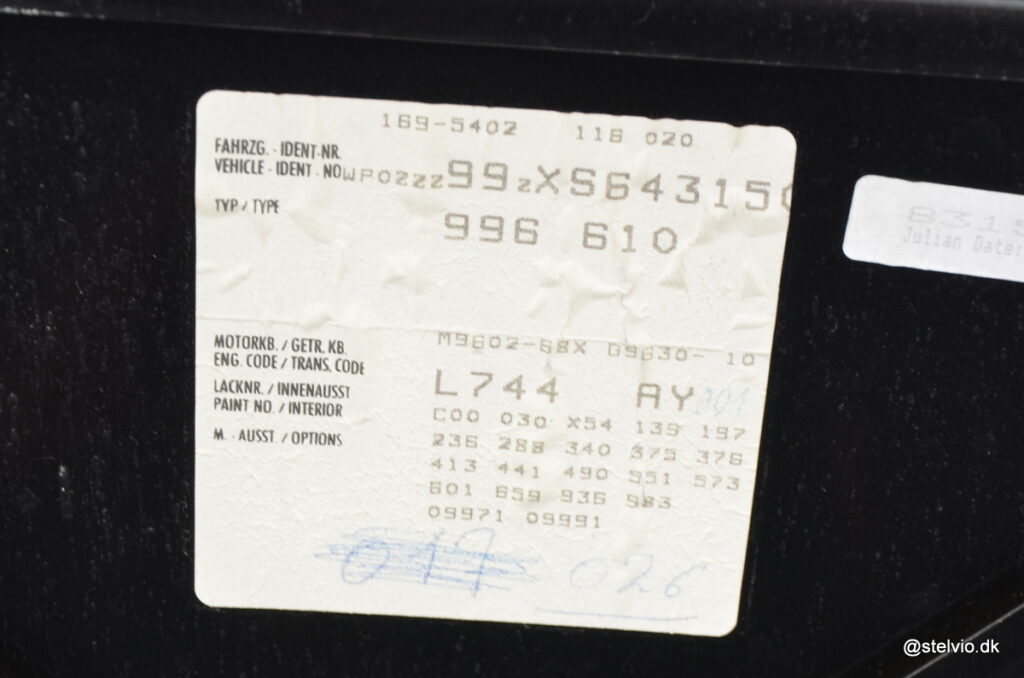 169-5402 116 020
FAHRZG. - IDENT-NR.
VEHICLE - IDENT - NO WP0ZZZ99ZXS643150
TYP / TYPE 996 610
MOTORKB. / GETR. KB.
ENG. CODE / TRANS. CODE M9602-68X G9630- 10
LACKNR. / INNENAUSST
PAINT NO. / INTERIOR L744 AY
M. - AUSST. / OPTIONS C00 030 X54 139 197
236 288 340 375 376
413 441 490 551 573
601 659 936 983
09971 09991
017 026
8315
Julian Date:
@stelvio.dk